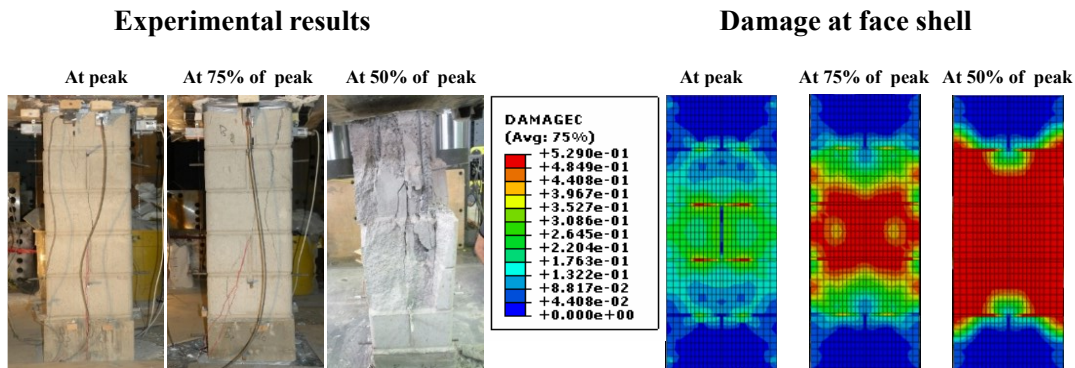 Experimental results
Damage at face shell
At peak
At 75% of peak
At 50% of peak
At peak
At 75% of peak
At 50% of peak
DAMAGEC
(Avg: 75%)
+5.290e-01
+4.849e-01
+4.408e-01
+3.967e-01
+3.527e-01
+3.086e-01
+2.645e-01
+2.204e-01
+1.763e-01
+1.322e-01
+8.817e-02
+4.408e-02
+0.000e+00